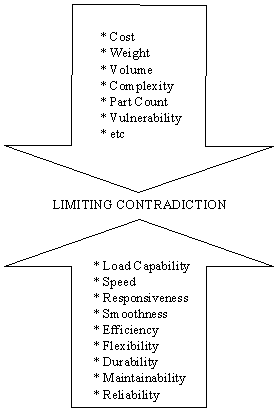 * Cost
* Weight
* Volume
* Complexity
* Part Count
* Vulnerability
* etc
LIMITING CONTRADICTION
* Load Capability
* Speed
* Responsiveness
* Smoothness
* Efficiency
* Flexibility
* Durability
* Maintainability
* Reliability